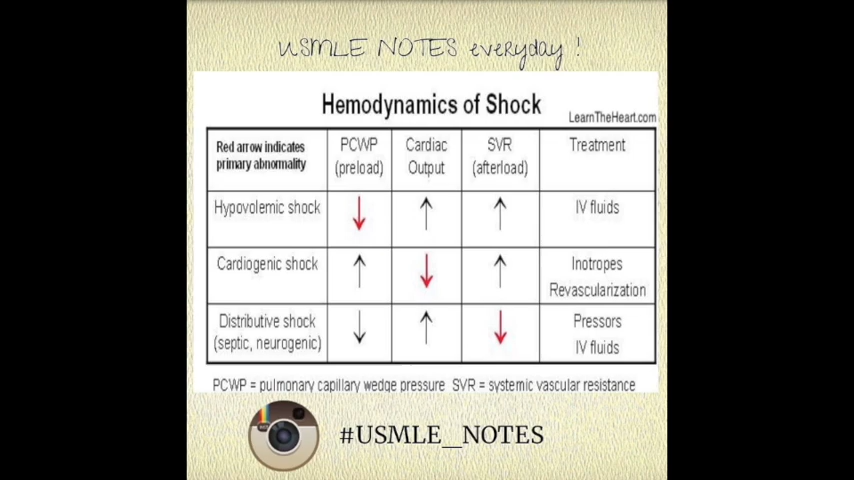 USMLE NOTES everyday !
Hemodynamics of Shock
LearnTheHeart.com
Red arrow indicates primary abnormality PCWP (preload) Cardiac Output SVR (afterload) Treatment
Hypovolemic shock ↓ ↑ ↑ IV fluids
Cardiogenic shock ↑ ↓ ↑ Inotropes Revascularization
Distributive shock (septic, neurogenic) ↓ ↑ ↓ Pressors IV fluids
PCWP = pulmonary capillary wedge pressure SVR = systemic vascular resistance
#USMLE_NOTES